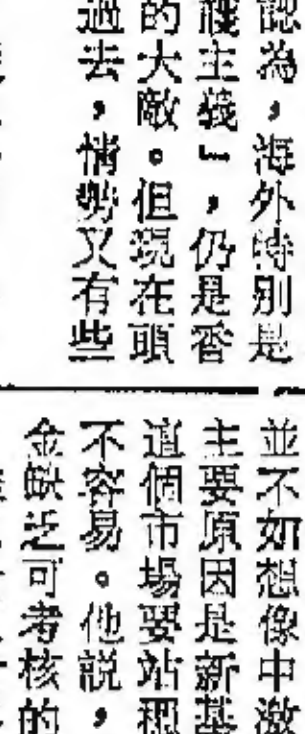 認為，海外特別是
護主義」，仍是香
的大敵。但現在頭
過去，情勢又有些
並不如想像中激
主要原因是新基
這個市場要站穩
不容易。他説，
金缺乏可考核的